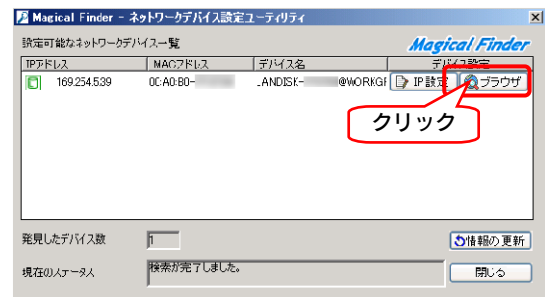 Magical Finder - ネットワークデバイス設定ユーティリティ
設定可能なネットワークデバイス一覧
Magical Finder
IPアドレス MACアドレス デバイス名 デバイス設定
169.254.5.39 00:A0:B0- LANDISK- @WORKGR IP設定 ブラウザ
クリック
発見したデバイス数 1 情報の更新
現在のステータス 検索が完了しました。 閉じる